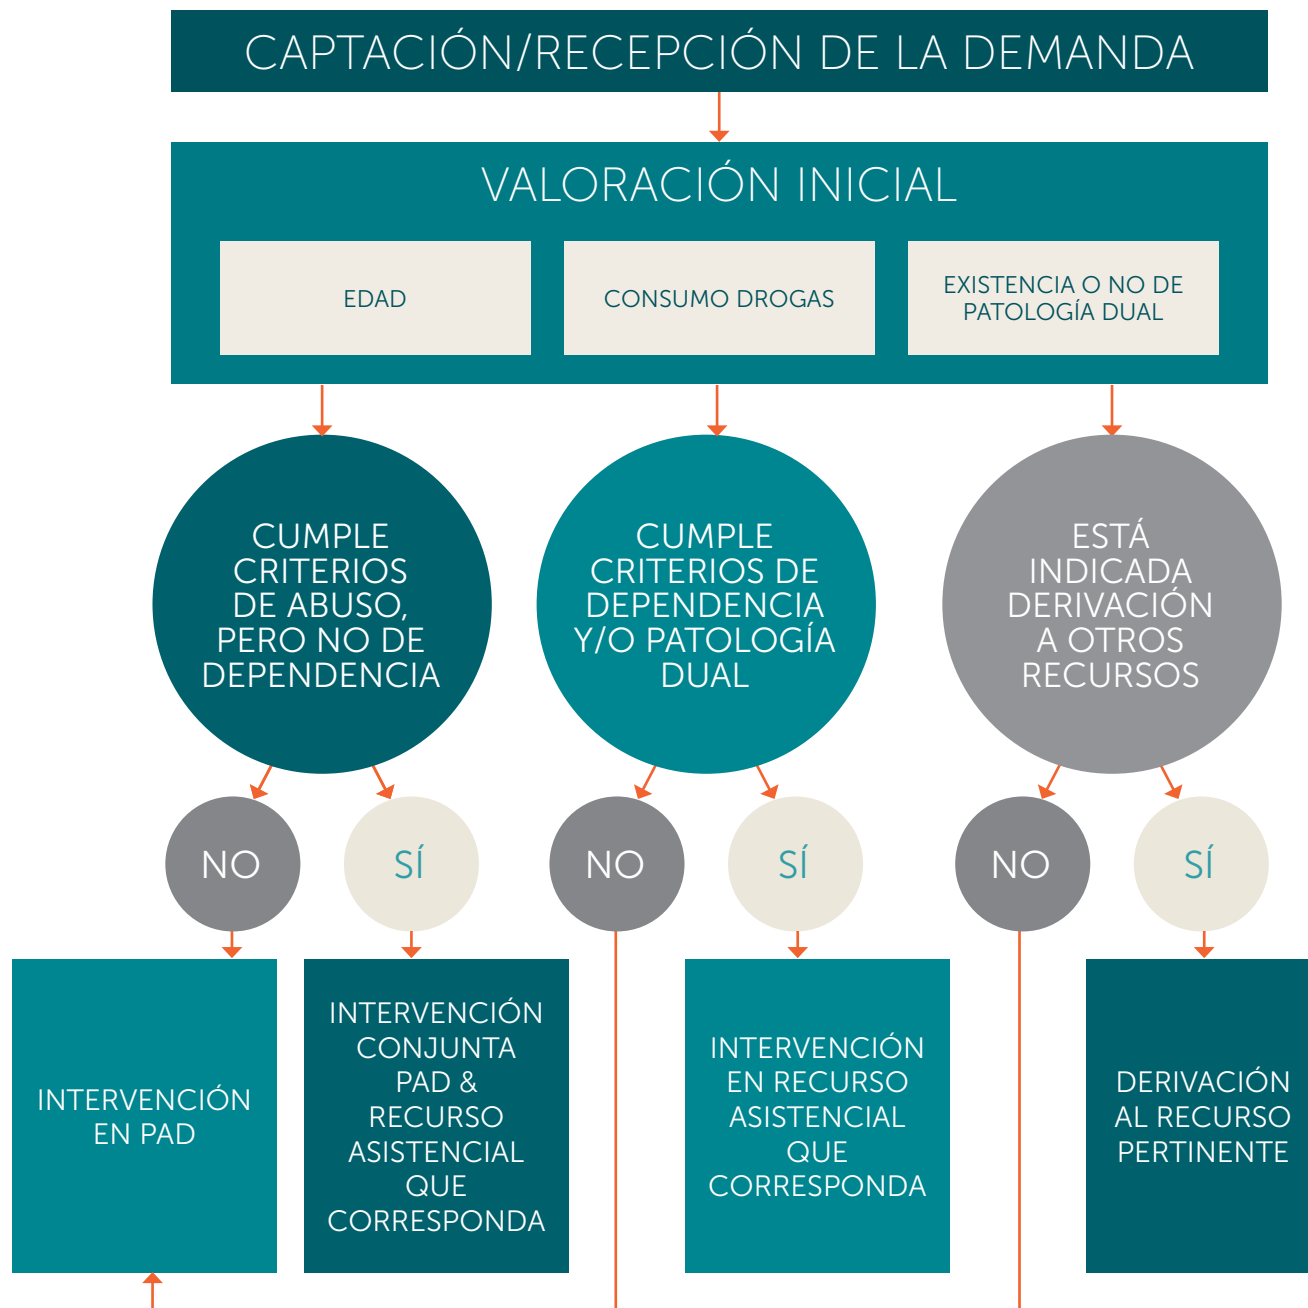 CAPTACIÓN/RECEPCIÓN DE LA DEMANDA
VALORACIÓN INICIAL
EDAD
CONSUMO DROGAS
EXISTENCIA O NO DE
PATOLOGÍA DUAL
CUMPLE
CRITERIOS
DE ABUSO,
PERO NO DE
DEPENDENCIA
CUMPLE
CRITERIOS DE
DEPENDENCIA
Y/O PATOLOGÍA
DUAL
ESTÁ
INDICADA
DERIVACIÓN
A OTROS
RECURSOS
NO
SÍ
NO
SÍ
NO
SÍ
INTERVENCIÓN
EN PAD
INTERVENCIÓN
CONJUNTA
PAD &
RECURSO
ASISTENCIAL
QUE
CORRESPONDA
INTERVENCIÓN
EN RECURSO
ASISTENCIAL
QUE
CORRESPONDA
DERIVACIÓN
AL RECURSO
PERTINENTE